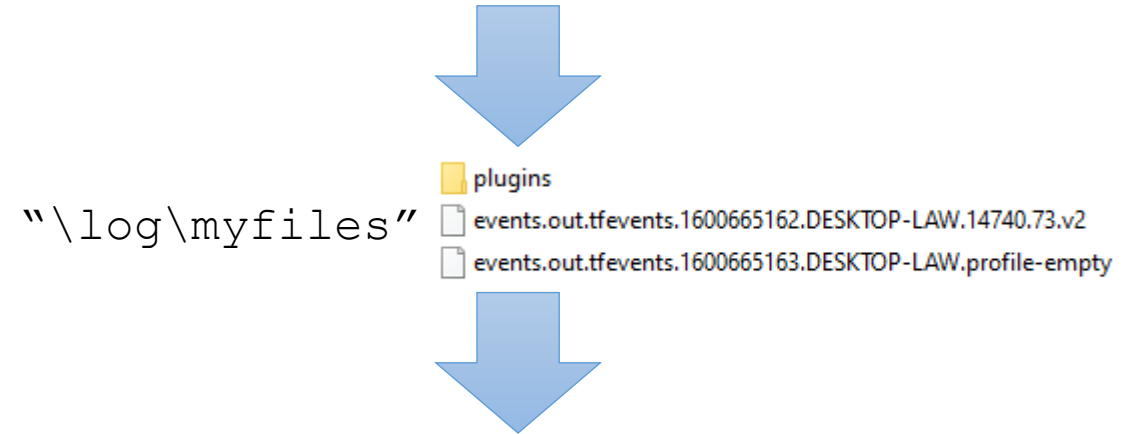 plugins
“\log\myfiles” events.out.tfevents.1600665162.DESKTOP-LAW.14740.73.v2
events.out.tfevents.1600665163.DESKTOP-LAW.profile-empty